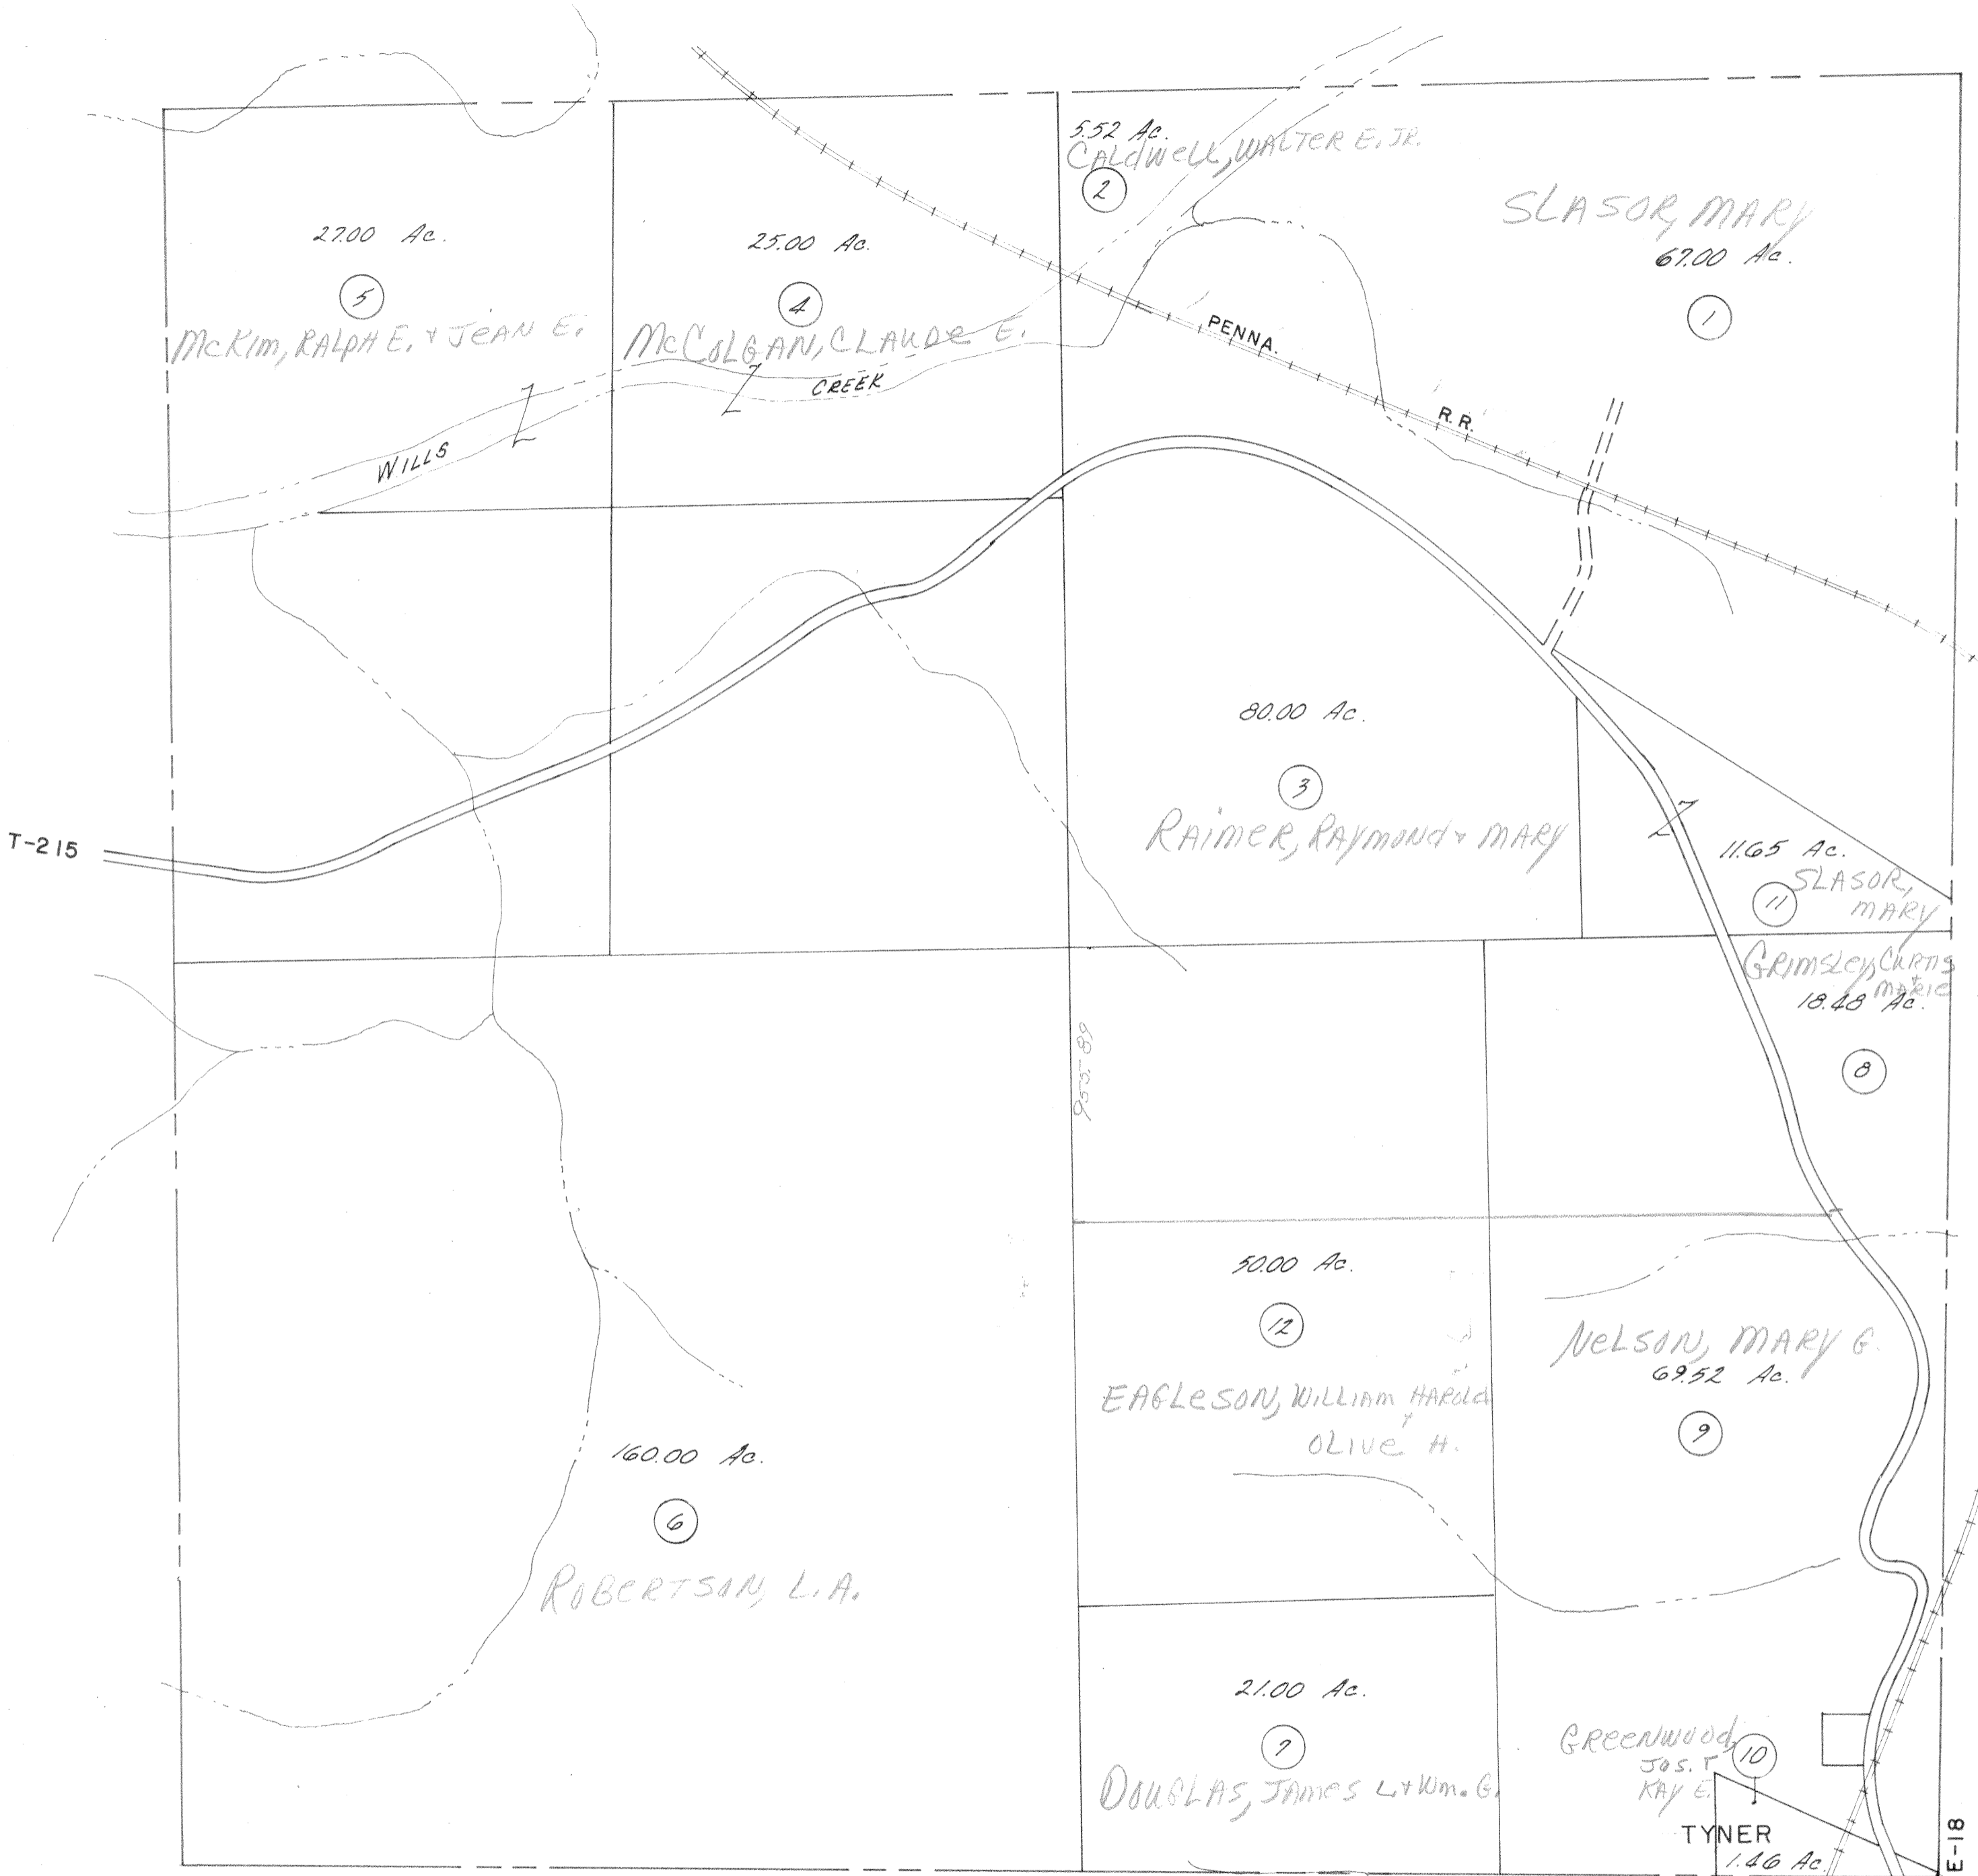 5.52 Ac.
CALdWell, WALTER E. JR.
2
SLASOR, MARY
67.00 Ac.
1
27.00 Ac.
5
McKIM, RALPH E. + JEAN E.
25.00 Ac.
4
McCOLGAN, CLAUDE E.
WILLS
CREEK
PENNA.
R.R.
80.00 Ac.
3
RAIMER, RAYMONd + MARY
T-215
11.65 Ac.
SLASOR,
MARY
11
GRIMSLEY, CURTIS
+
MARIE
18.48 Ac.
8
955-89
50.00 Ac.
12
EAGLESON, WILLIAM HAROLd
+
OLIVE H.
NELSON, MARY G.
69.52 Ac.
9
160.00 Ac.
6
ROBERTSON, L.A.
21.00 Ac.
7
DOUGLAS, JAMES L. + Wm. G.
GREENWOOd,
JOS. T
KAY E.
10
TYNER
1.46 Ac.
E-18